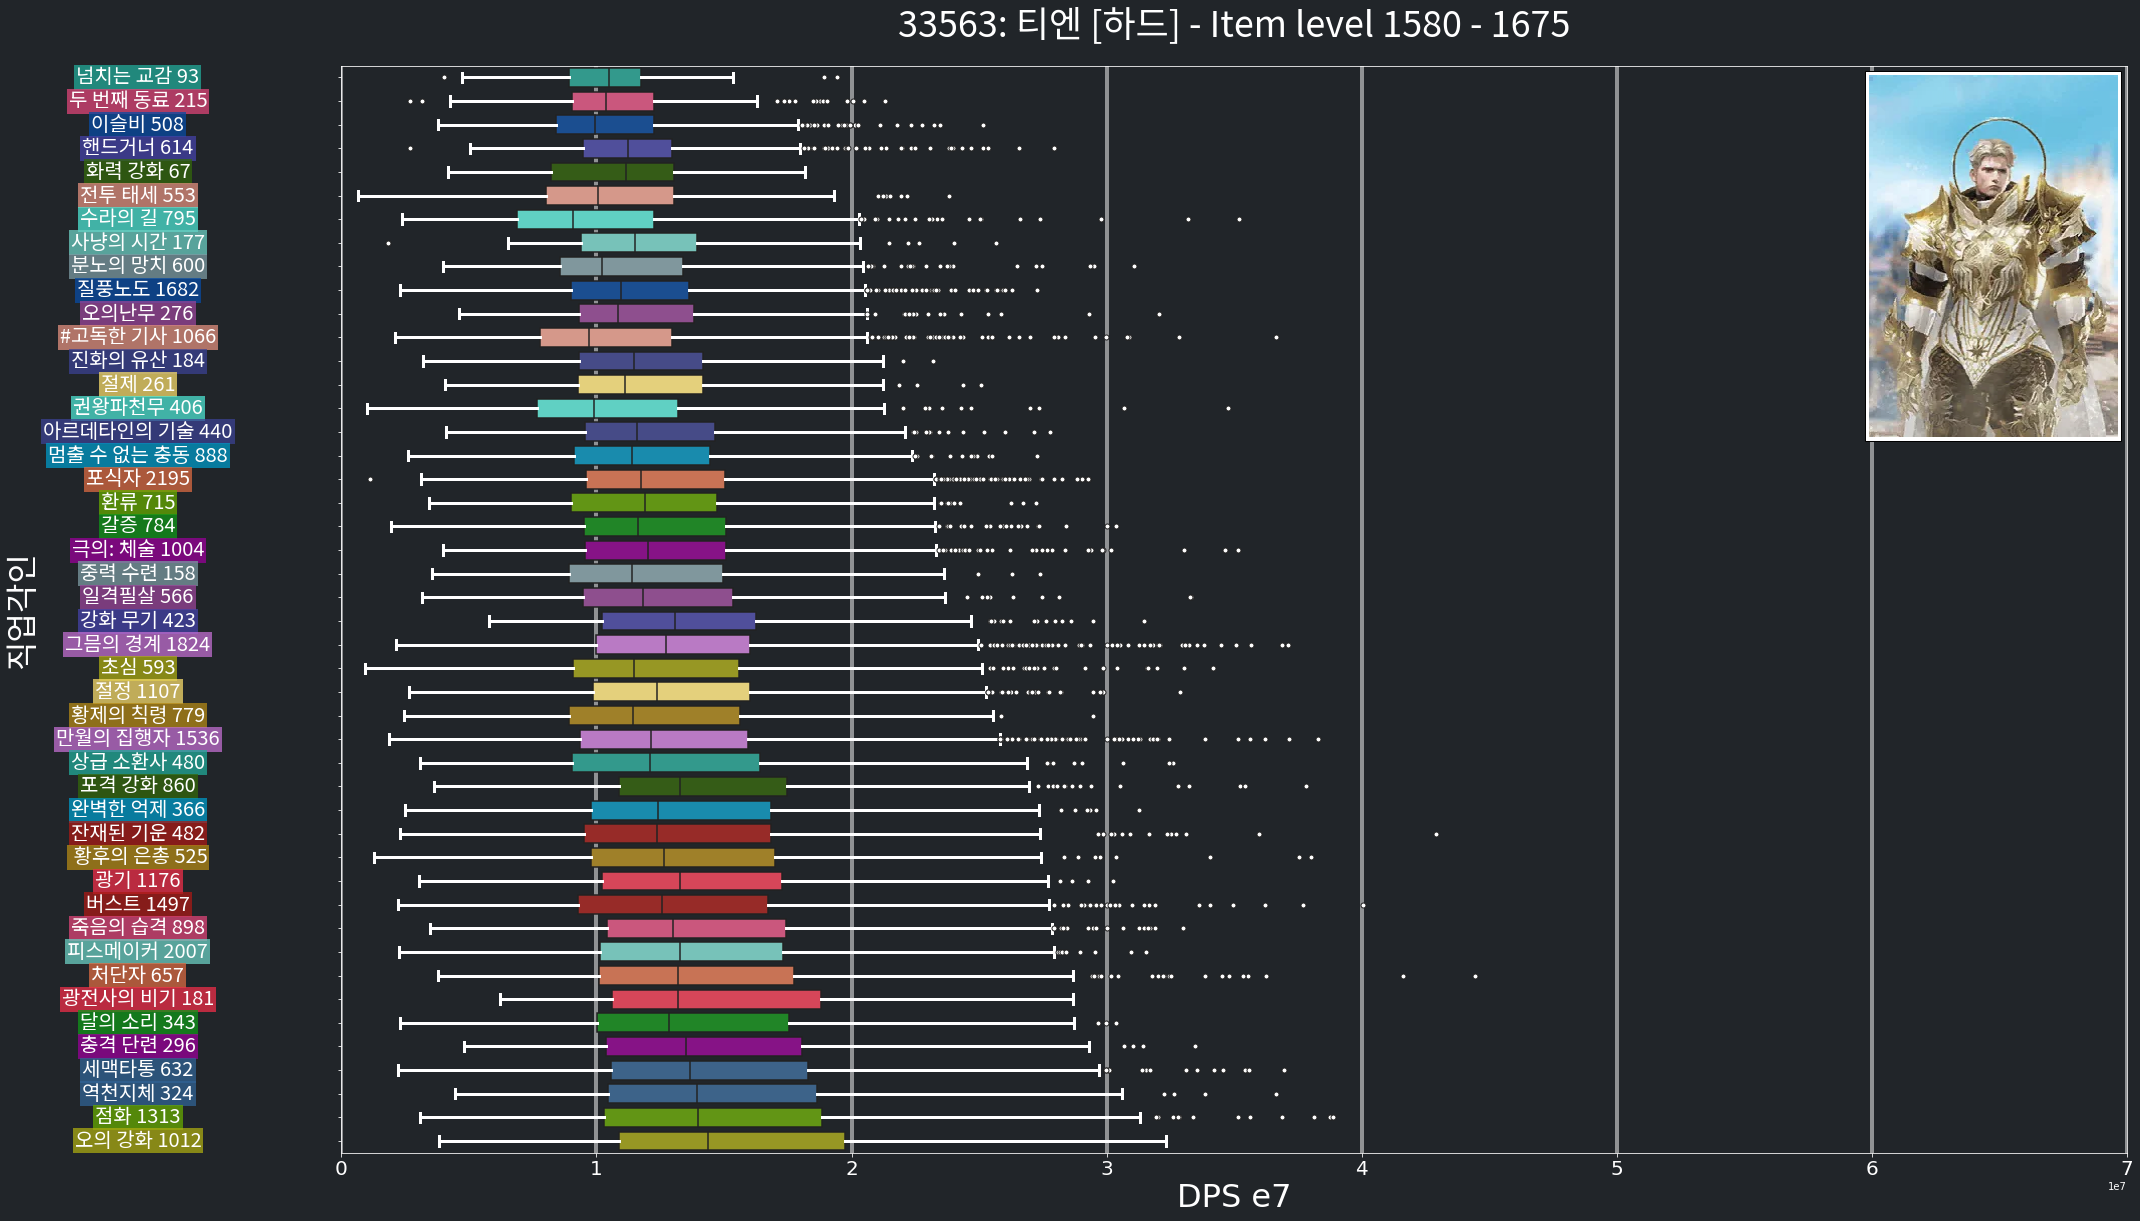 33563: 티엔 [하드] - Item level 1580 - 1675
넘치는 교감 93
두 번째 동료 215
이슬비 508
핸드거너 614
화력 강화 67
전투 태세 553
수라의 길 795
사냥의 시간 177
분노의 망치 600
질풍노도 1682
오의난무 276
#고독한 기사 1066
진화의 유산 184
절제 261
권왕파천무 406
아르데타인의 기술 440
멈출 수 없는 충동 888
포식자 2195
환류 715
갈증 784
극의: 체술 1004
중력 수련 158
일격필살 566
강화 무기 423
그믐의 경계 1824
초심 593
절정 1107
황제의 칙령 779
만월의 집행자 1536
상급 소환사 480
포격 강화 860
완벽한 억제 366
잔재된 기운 482
황후의 은총 525
광기 1176
버스트 1497
죽음의 습격 898
피스메이커 2007
처단자 657
광전사의 비기 181
달의 소리 343
충격 단련 296
세맥타통 632
역천지체 324
점화 1313
오의 강화 1012
직업각인
0 1 2 3 4 5 6 7
DPS e7
1e7